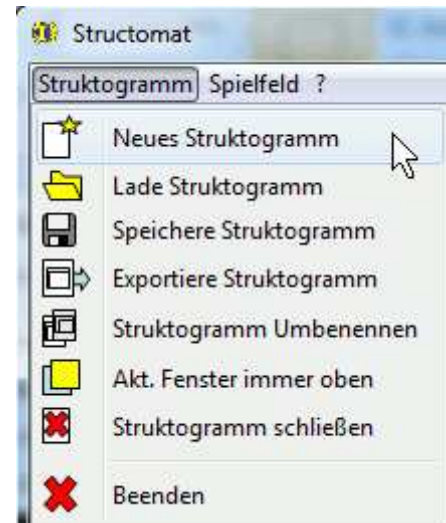 Structomat
Struktogramm Spielfeld ?
Neues Struktogramm
Lade Struktogramm
Speichere Struktogramm
Exportiere Struktogramm
Struktogramm Umbenennen
Akt. Fenster immer oben
Struktogramm schließen
Beenden